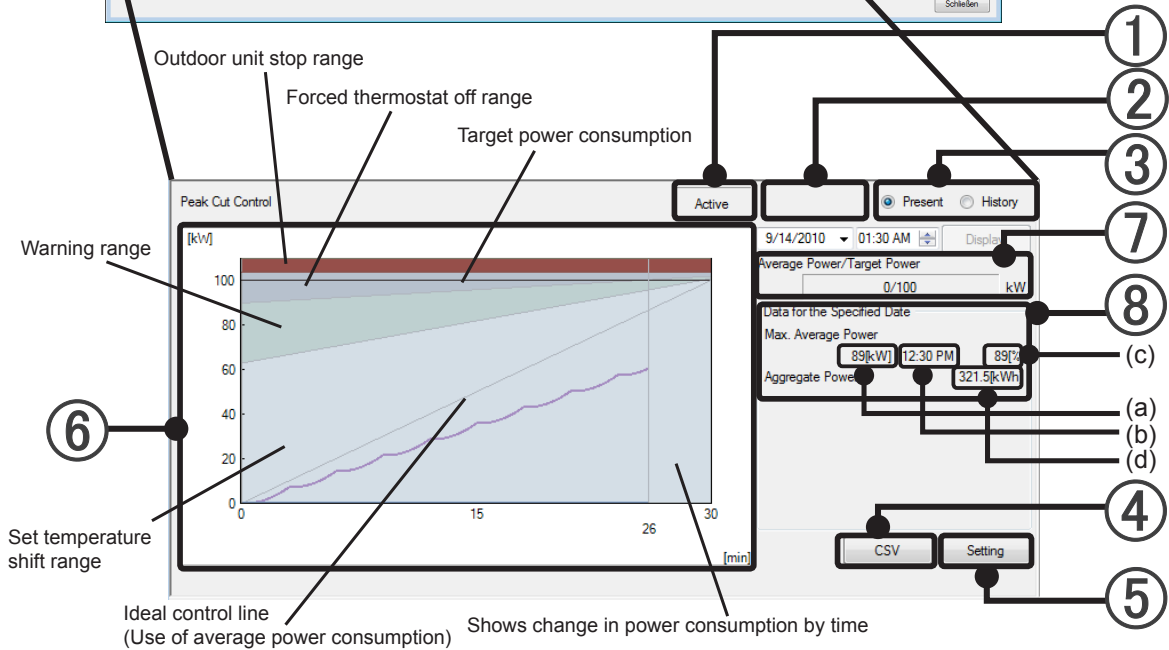 Schließen
①
Outdoor unit stop range
②
Forced thermostat off range
Target power consumption
③
Peak Cut Control
Active
Present
History
Warning range
[kW]
9/14/2010
01:30 AM
⑦
Average Power/Target Power
0/100
kW
⑧
Data for the Specified Date
Max. Average Power
89[kW]
12:30 PM
89[%
(c)
321.5[kWh
100
80
60
40
20
0
0
15
26
30
[min]
⑥
(a)
(b)
(d)
④
Set temperature
shift range
CSV
Setting
⑤
Ideal control line
(Use of average power consumption)
Shows change in power consumption by time